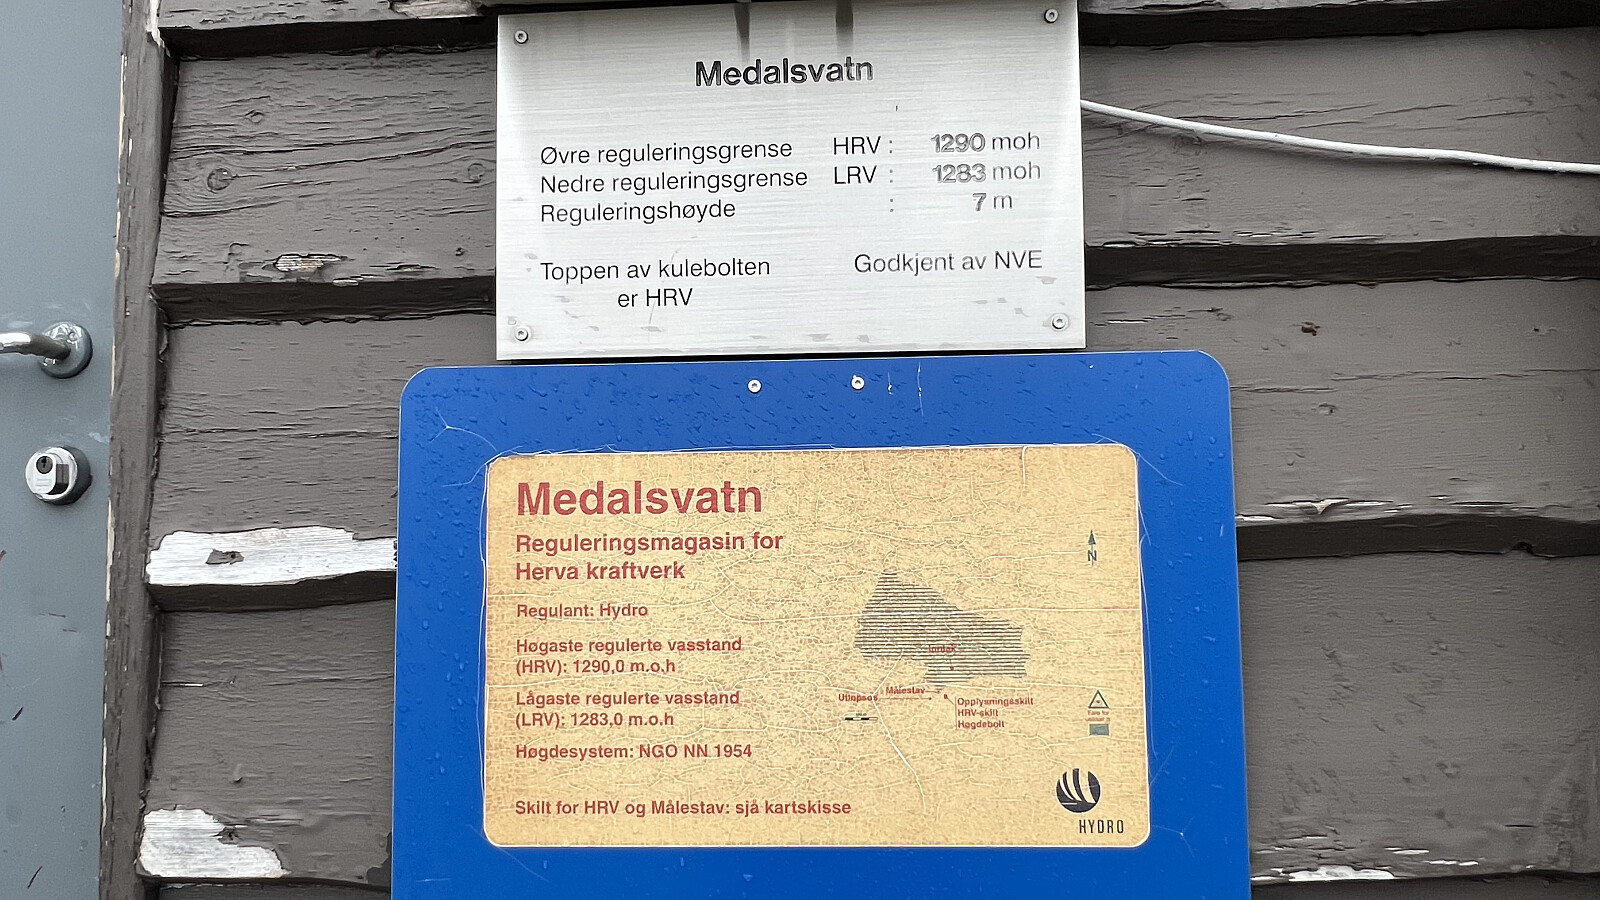 Medalsvatn
Øvre reguleringsgrense HRV : 1290 moh
Nedre reguleringsgrense LRV : 1283 moh
Reguleringshøyde : 7 m
Toppen av kulebolten Godkjent av NVE
er HRV
Medalsvatn
Reguleringsmagasin for
Herva kraftverk
N
Regulant: Hydro
Høgaste regulerte vasstand
(HRV): 1290,0 m.o.h
Lågaste regulerte vasstand
(LRV): 1283,0 m.o.h
Høgdesystem: NGO NN 1954
Skilt for HRV og Målestav: sjå kartskisse
Inntak
Målestav
Utløpsos
Opplysningsskilt
HRV-skilt
Høgdebolt
HYDRO